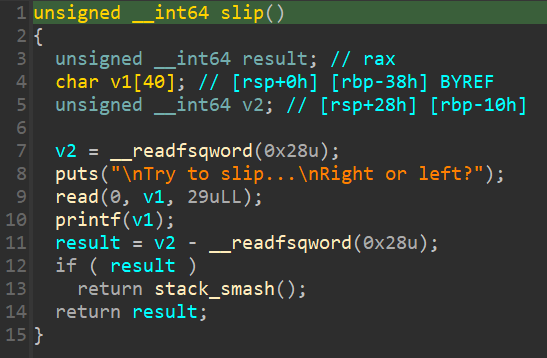 1 unsigned __int64 slip()
2 {
3 unsigned __int64 result; // rax
4 char v1[40]; // [rsp+0h] [rbp-38h] BYREF
5 unsigned __int64 v2; // [rsp+28h] [rbp-10h]
6
7 v2 = __readfsqword(0x28u);
8 puts("\nTry to slip...\nRight or left?");
9 read(0, v1, 29uLL);
10 printf(v1);
11 result = v2 - __readfsqword(0x28u);
12 if ( result )
13 return stack_smash();
14 return result;
15 }